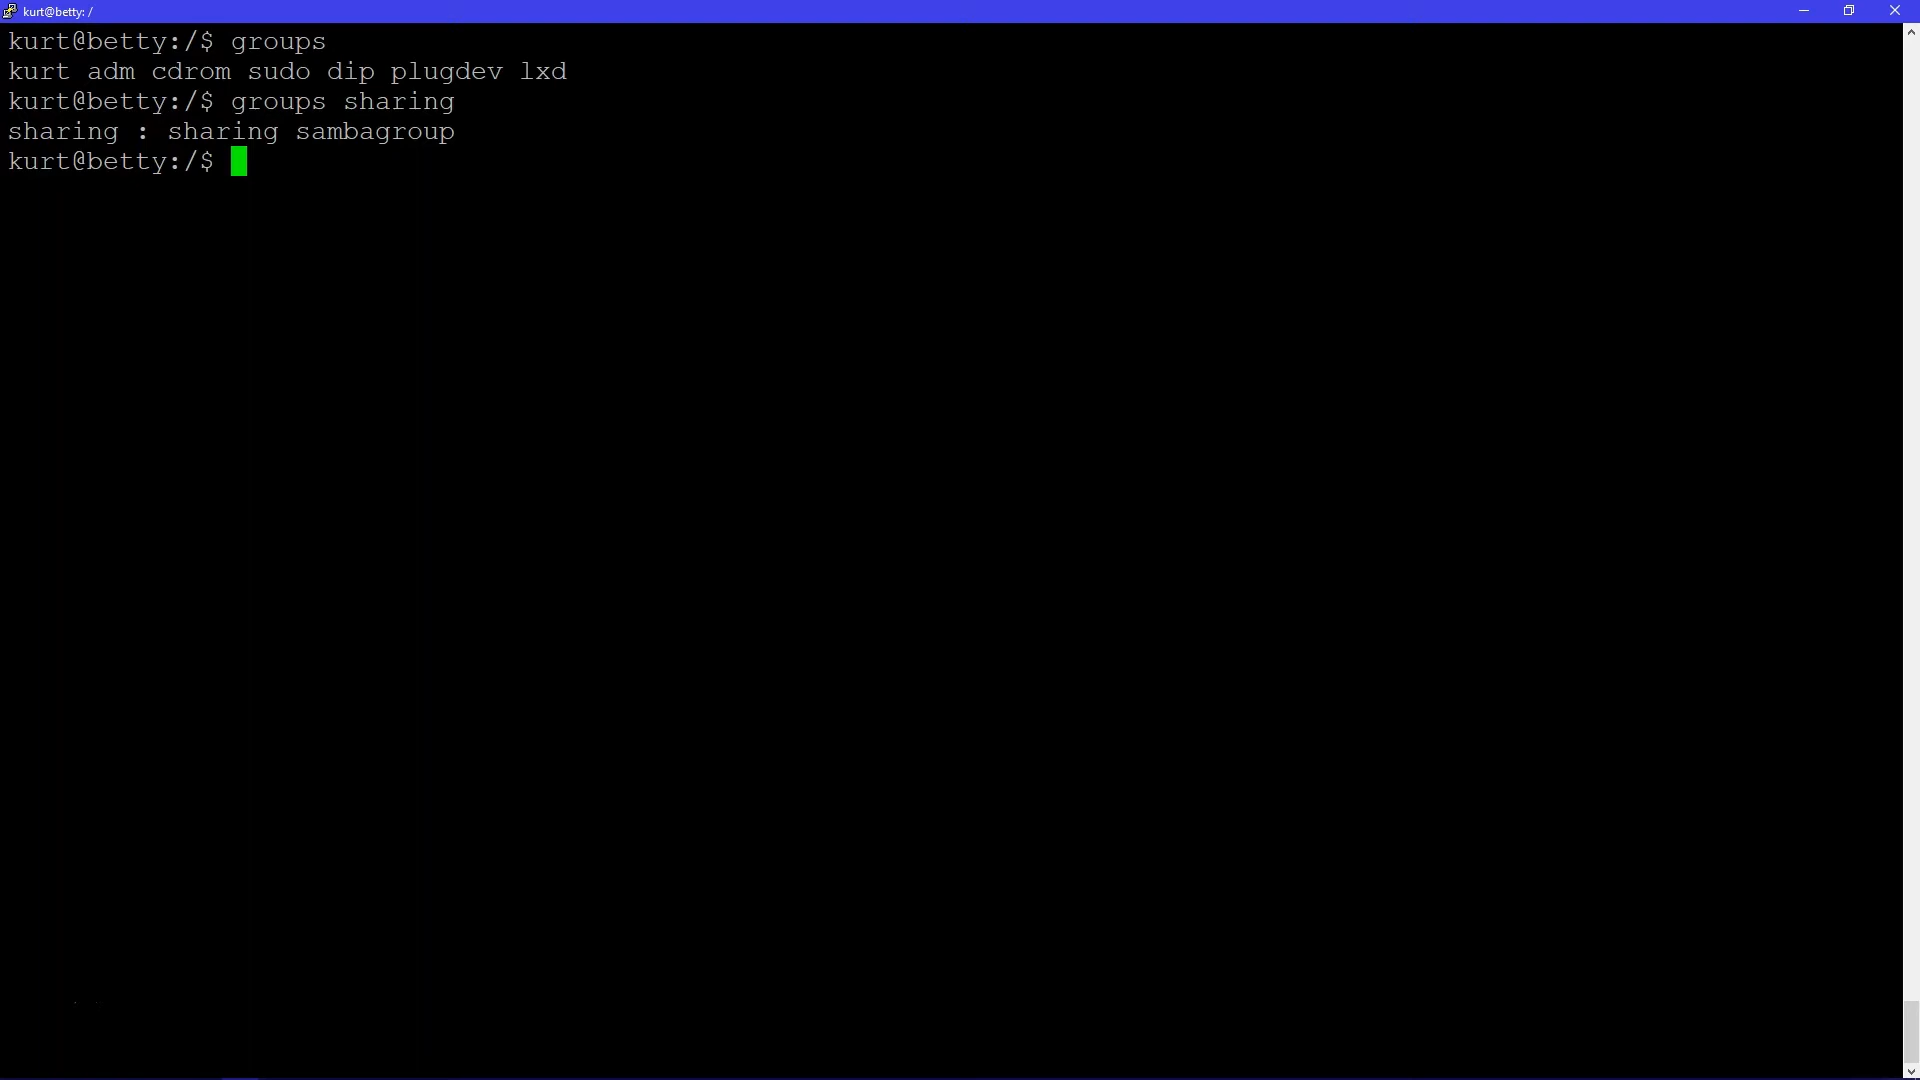 kurt@betty: /
kurt@betty:/$ groups
kurt adm cdrom sudo dip plugdev lxd
kurt@betty:/$ groups sharing
sharing : sharing sambagroup
kurt@betty:/$